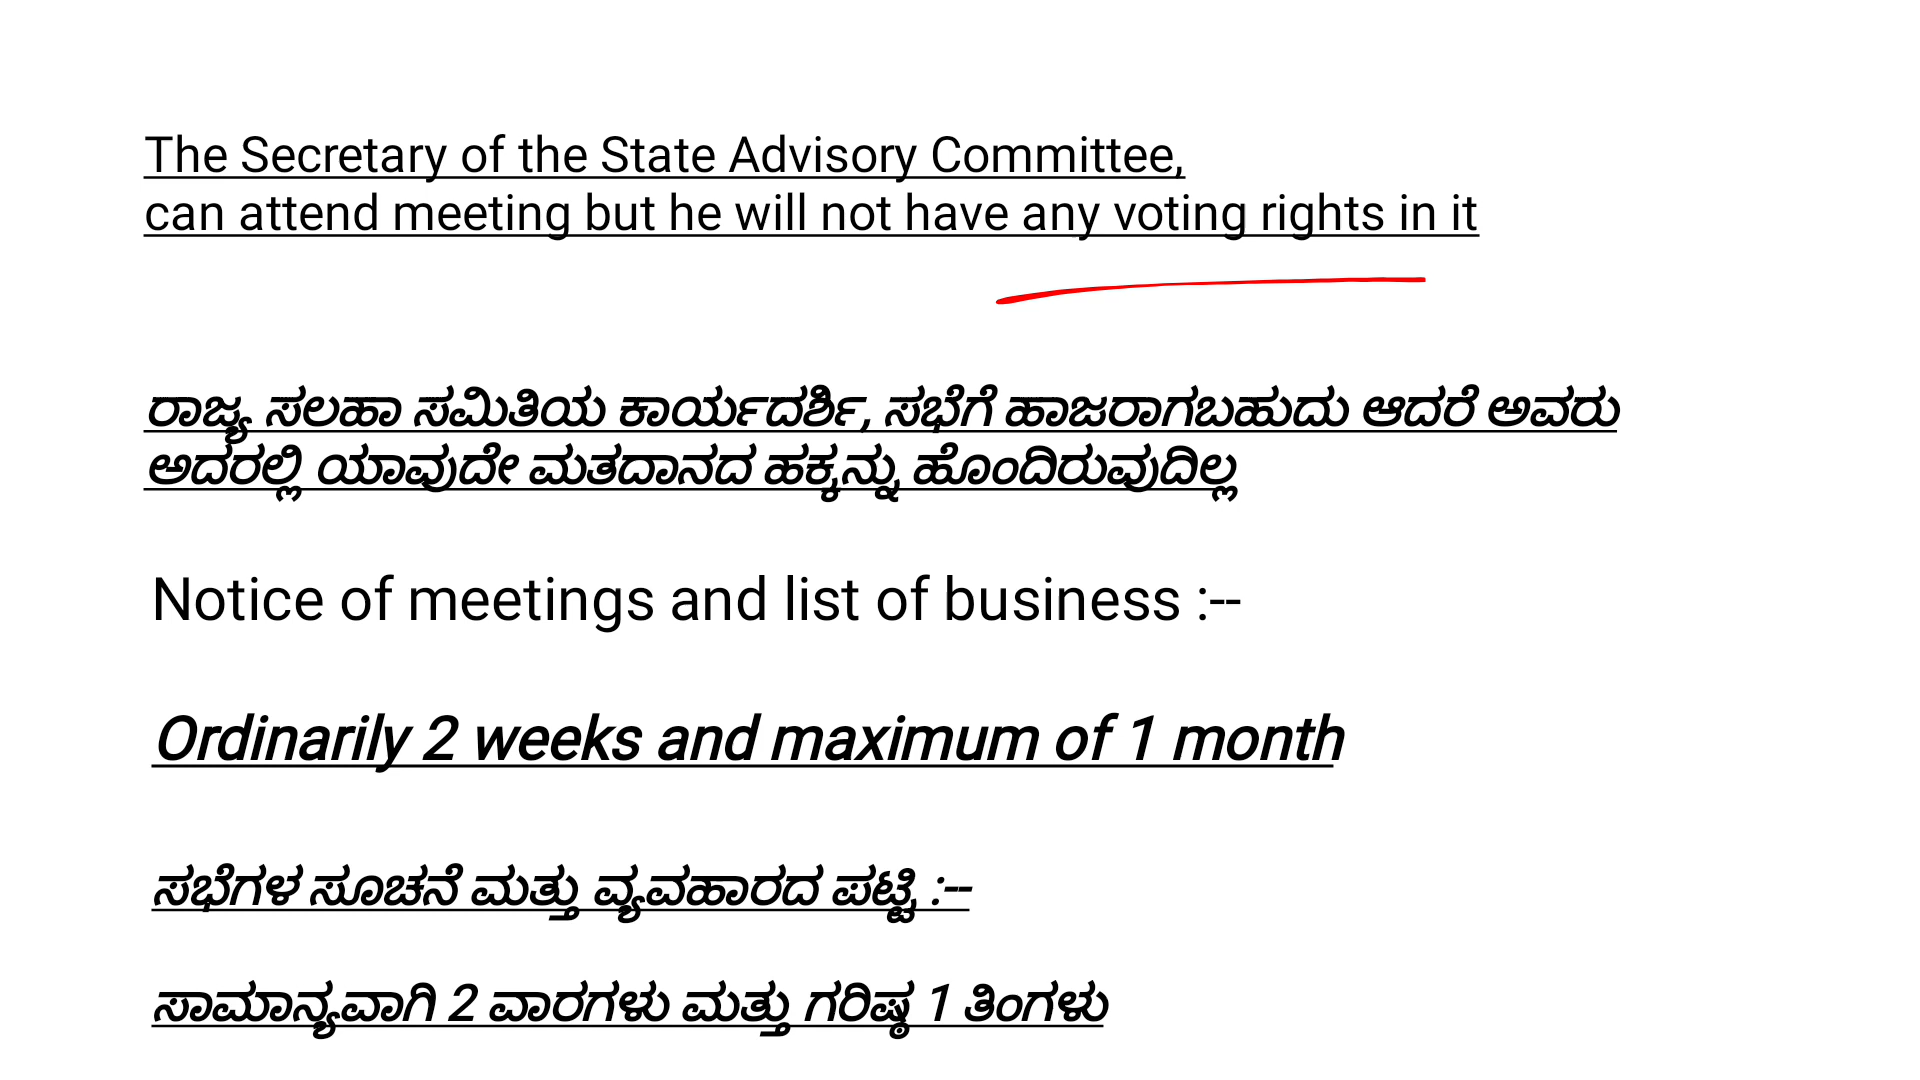 The Secretary of the State Advisory Committee,
can attend meeting but he will not have any voting rights in it
ರಾಜ್ಯ ಸಲಹಾ ಸಮಿತಿಯ ಕಾರ್ಯದರ್ಶಿ, ಸಭೆಗೆ ಹಾಜರಾಗಬಹುದು ಆದರೆ ಅವರು
ಅದರಲ್ಲಿ ಯಾವುದೇ ಮತದಾನದ ಹಕ್ಕನ್ನು ಹೊಂದಿರುವುದಿಲ್ಲ
Notice of meetings and list of business :--
Ordinarily 2 weeks and maximum of 1 month
ಸಭೆಗಳ ಸೂಚನೆ ಮತ್ತು ವ್ಯವಹಾರದ ಪಟ್ಟಿ :--
ಸಾಮಾನ್ಯವಾಗಿ 2 ವಾರಗಳು ಮತ್ತು ಗರಿಷ್ಠ 1 ತಿಂಗಳು